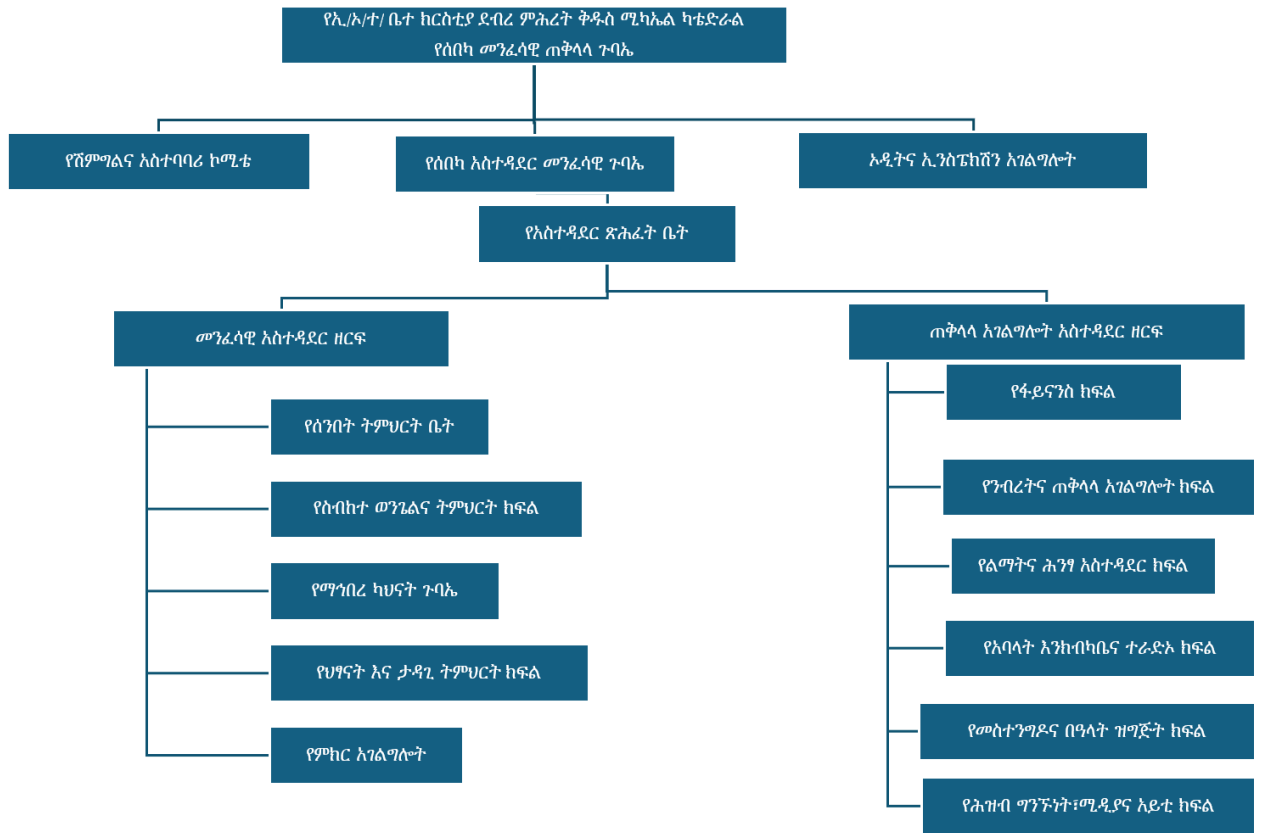 የኢ/ኦ/ተ/ ቤተ ክርስቲያ ደብረ ምሕረት ቅዱስ ሚካኤል ካቴድራል
የሰበካ መንፈሳዊ ጠቅላላ ጉባኤ
የሽምግልና አስተባባሪ ኮሚቴ
የሰበካ አስተዳደር መንፈሳዊ ጉባኤ
ኦዲትና ኢንስፔክሽን አገልግሎት
የአስተዳደር ጽሕፈት ቤት
መንፈሳዊ አስተዳደር ዘርፍ
የሰንበት ትምህርት ቤት
የስብከተ ወንጌልና ትምህርት ክፍል
የማኅበረ ካህናት ጉባኤ
የህፃናት እና ታዳጊ ትምህርት ክፍል
የምክር አገልግሎት
ጠቅላላ አገልግሎት አስተዳደር ዘርፍ
የፋይናንስ ክፍል
የንብረትና ጠቅላላ አገልግሎት ክፍል
የልማትና ሕንፃ አስተዳደር ክፍል
የአባላት እንክብካቤና ተራድኦ ክፍል
የመስተንግዶና በዓላት ዝግጅት ክፍል
የሕዝብ ግንኙነት፣ሚዲያና አይቲ ክፍል